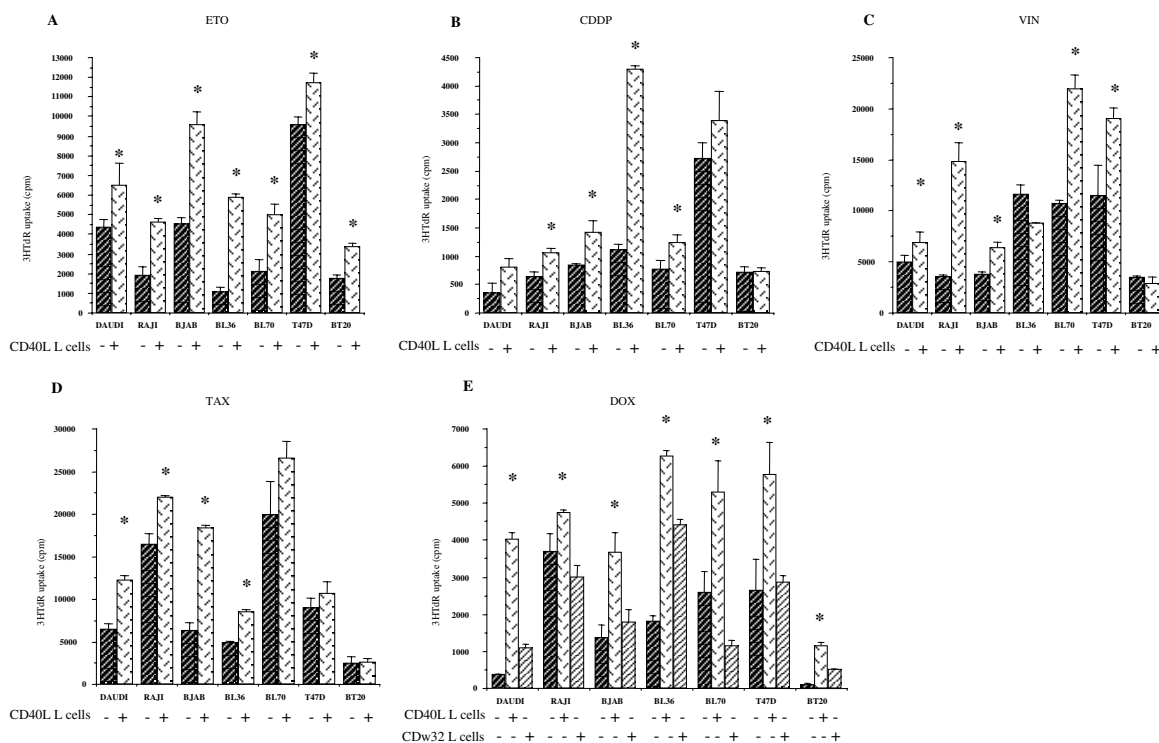 A
ETO
3HTdR uptake (cpm)
13000
12000
11000
10000
9000
8000
7000
6000
5000
4000
3000
2000
1000
0
* * * * * * *
DAUDI RAJI BJAB BL36 BL70 T47D BT20
CD40L L cells - + - + - + - + - + - + - +
B
CDDP
3HTdR uptake (cpm)
4500
4000
3500
3000
2500
2000
1500
1000
500
0
* * * *
DAUDI RAJI BJAB BL36 BL70 T47D BT20
CD40L L cells - + - + - + - + - + - + - +
C
VIN
3HTdR uptake (cpm)
25000
20000
15000
10000
5000
0
* * * * *
DAUDI RAJI BJAB BL36 BL70 T47D BT20
CD40L L cells - + - + - + - + - + - + - +
D
TAX
3HTdR uptake (cpm)
30000
25000
20000
15000
10000
5000
0
* * * *
DAUDI RAJI BJAB BL36 BL70 T47D BT20
CD40L L cells - + - + - + - + - + - + - +
E
DOX
3HTdR uptake (cpm)
7000
6000
5000
4000
3000
2000
1000
0
* * * * * * *
DAUDI RAJI BJAB BL36 BL70 T47D BT20
CD40L L cells - + - - + - - + - - + - - + - - + - - + -
CDw32 L cells - - + - - + - - + - - + - - + - - + - - +